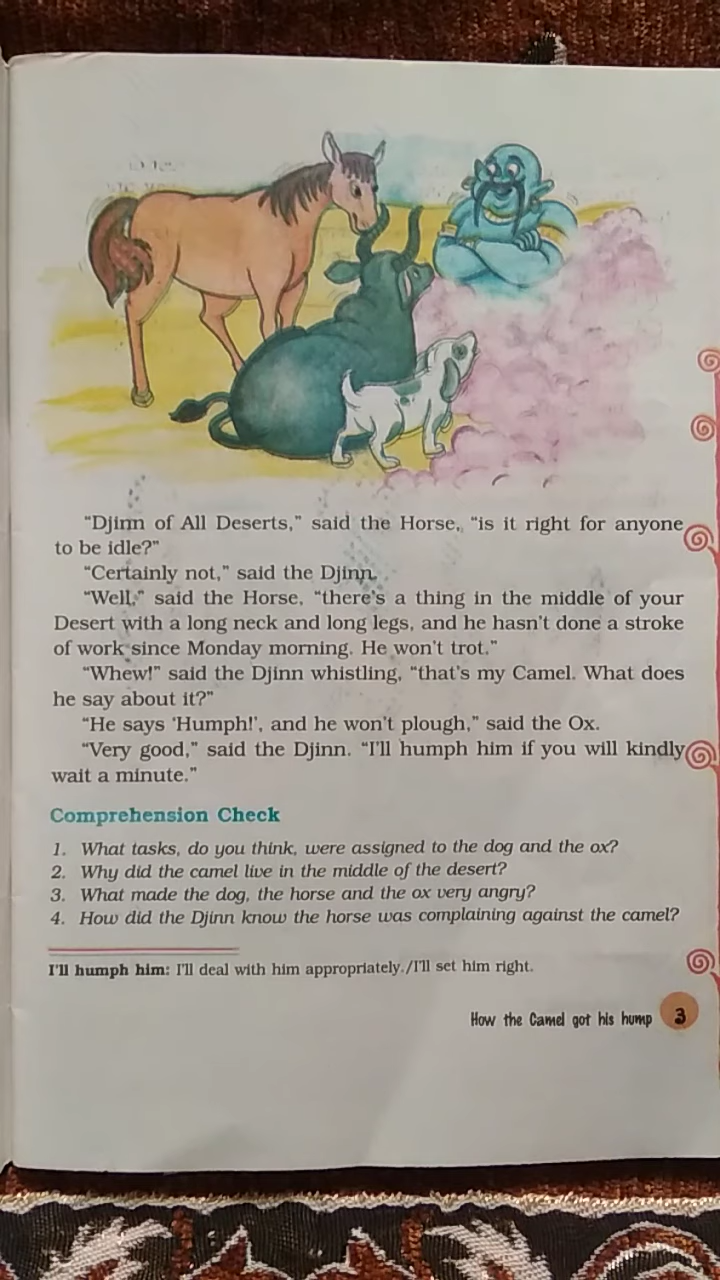 “Djinn of All Deserts,” said the Horse, “is it right for anyone
to be idle?”
“Certainly not,” said the Djinn.
“Well,” said the Horse, “there’s a thing in the middle of your
Desert with a long neck and long legs, and he hasn’t done a stroke
of work since Monday morning. He won’t trot.”
“Whew!” said the Djinn whistling, “that’s my Camel. What does
he say about it?”
“He says ‘Humph!’, and he won’t plough,” said the Ox.
“Very good,” said the Djinn. “I’ll humph him if you will kindly
wait a minute.”
Comprehension Check
1. What tasks, do you think, were assigned to the dog and the ox?
2. Why did the camel live in the middle of the desert?
3. What made the dog, the horse and the ox very angry?
4. How did the Djinn know the horse was complaining against the camel?
I’ll humph him: I’ll deal with him appropriately./I’ll set him right.
How the Camel got his hump 3